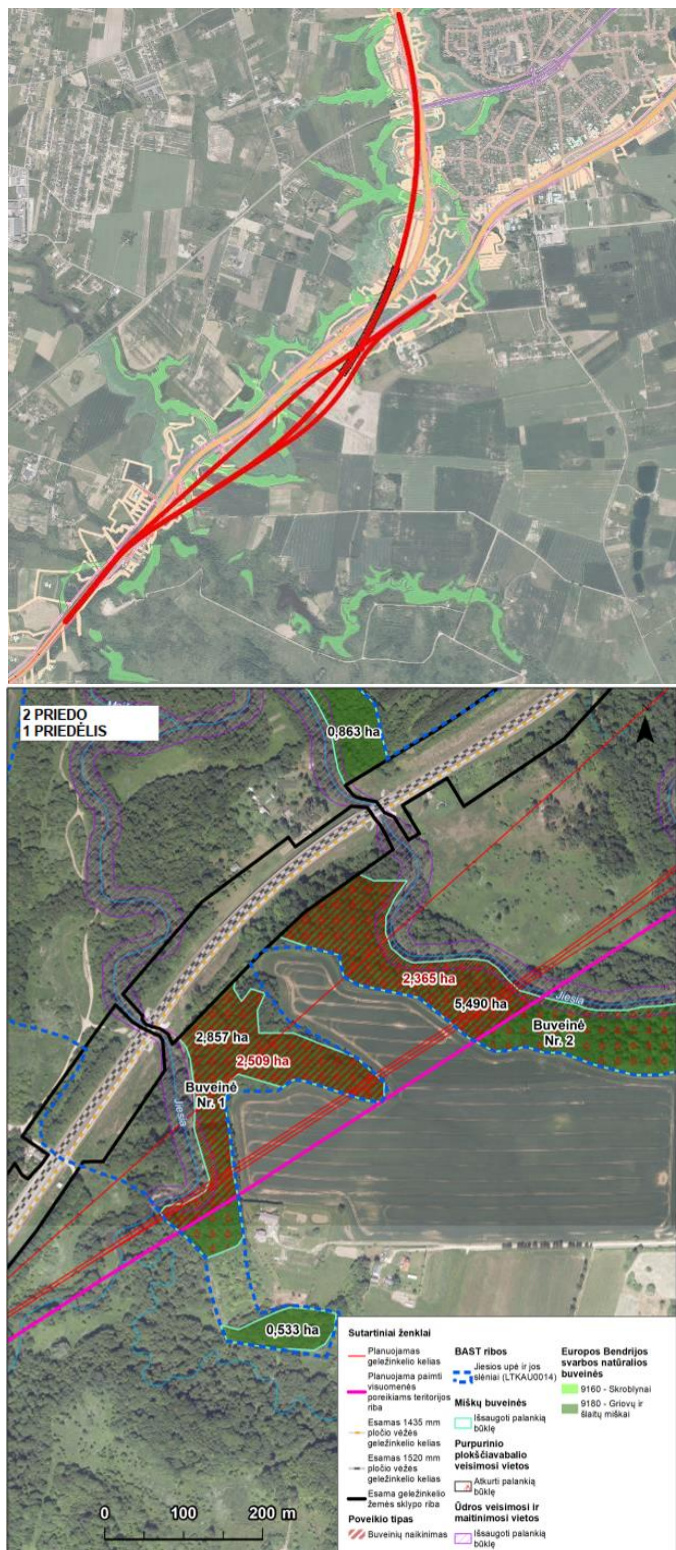 2 PRIEDO
1 PRIEDĖLIS
0,863 ha
2,365 ha
5,490 ha
Jiesia
Buveinė
Nr. 2
2,857 ha
2,509 ha
Buveinė
Nr. 1
Jiesia
0,533 ha
0 100 200 m
Sutartiniai ženklai
Planuojamas
geležinkelio kelias
Planuojama paimti
visuomenės
poreikiams teritorijos
riba
Esamas 1435 mm
pločio vėžės
geležinkelio kelias
Esamas 1520 mm
pločio vėžės
geležinkelio kelias
Esama geležinkelio
žemės sklypo riba
Poveikio tipas
Buveinių naikinimas
BAST ribos
Jiesios upė ir jos
slėniai (LTKAU0014)
Miškų buveinės
Išsaugoti palankią
būklę
Purpurinio
plokščiavabalio
veisimosi vietos
Atkurti palankią
būklę
Ūdros veisimosi ir
maitinimosi vietos
Išsaugoti palankią
būklę
Europos Bendrijos
svarbos natūralios
buveinės
9160 - Skroblynai
9180 - Griovų ir
šlaitų miškai